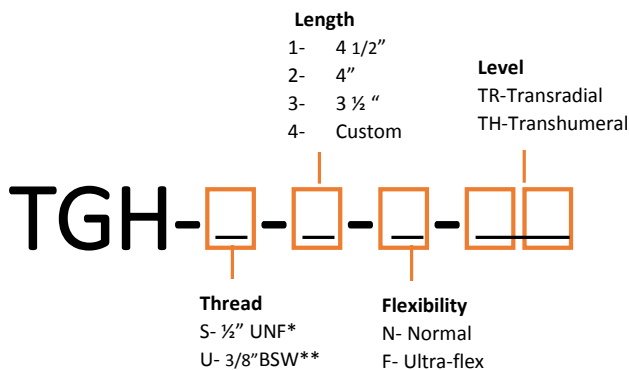 Length
1- 4 1/2”
2- 4”
3- 3 ½ “
4- Custom
Level
TR-Transradial
TH-Transhumeral
TGH-_-_-_-__
Thread
S- ½” UNF*
U- 3/8”BSW**
Flexibility
N- Normal
F- Ultra-flex